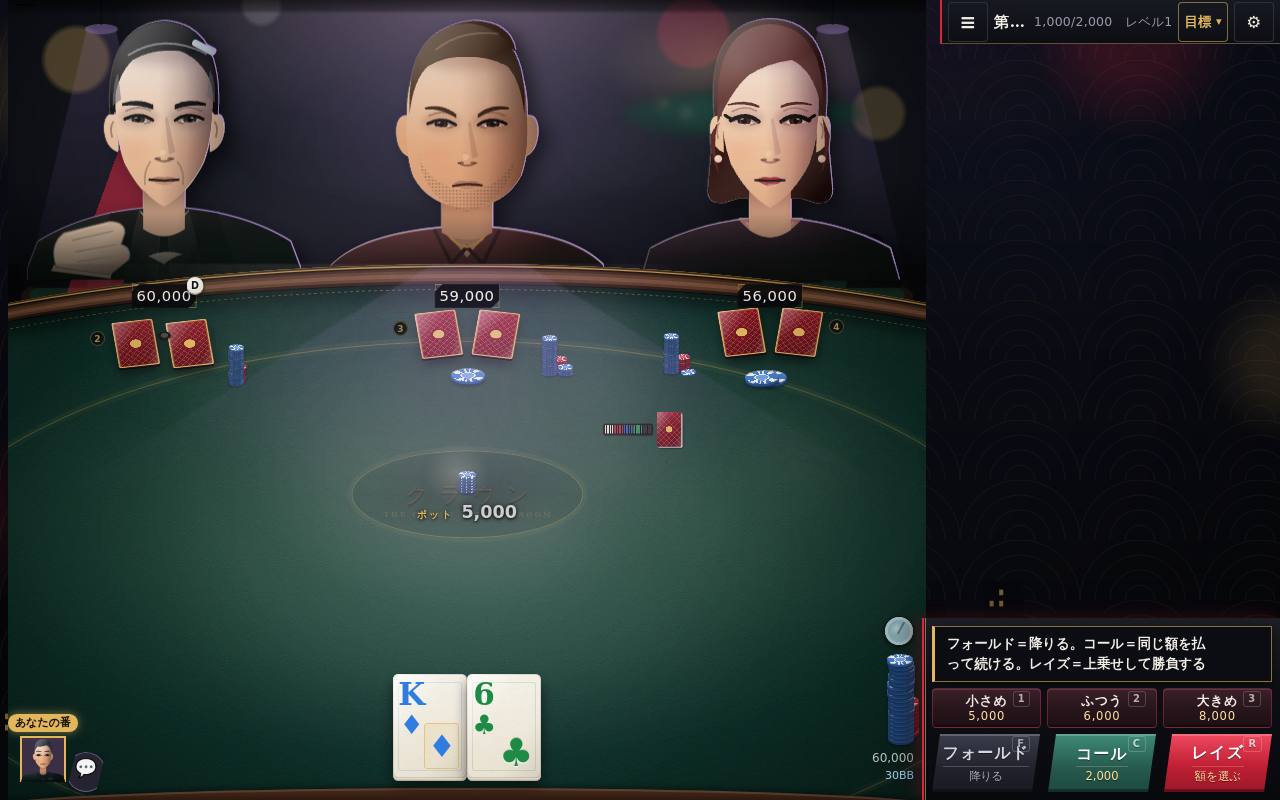 第… 1,000/2,000 レベル1 目標 ▾
60,000 D
59,000
56,000
2
3
4
クラウン
ポット 5,000
K
6
あなたの番
60,000
30BB
フォールド＝降りる。コール＝同じ額を払
って続ける。レイズ＝上乗せして勝負する
小さめ 1
5,000
ふつう 2
6,000
大きめ 3
8,000
フォールド F
降りる
コール C
2,000
レイズ R
額を選ぶ